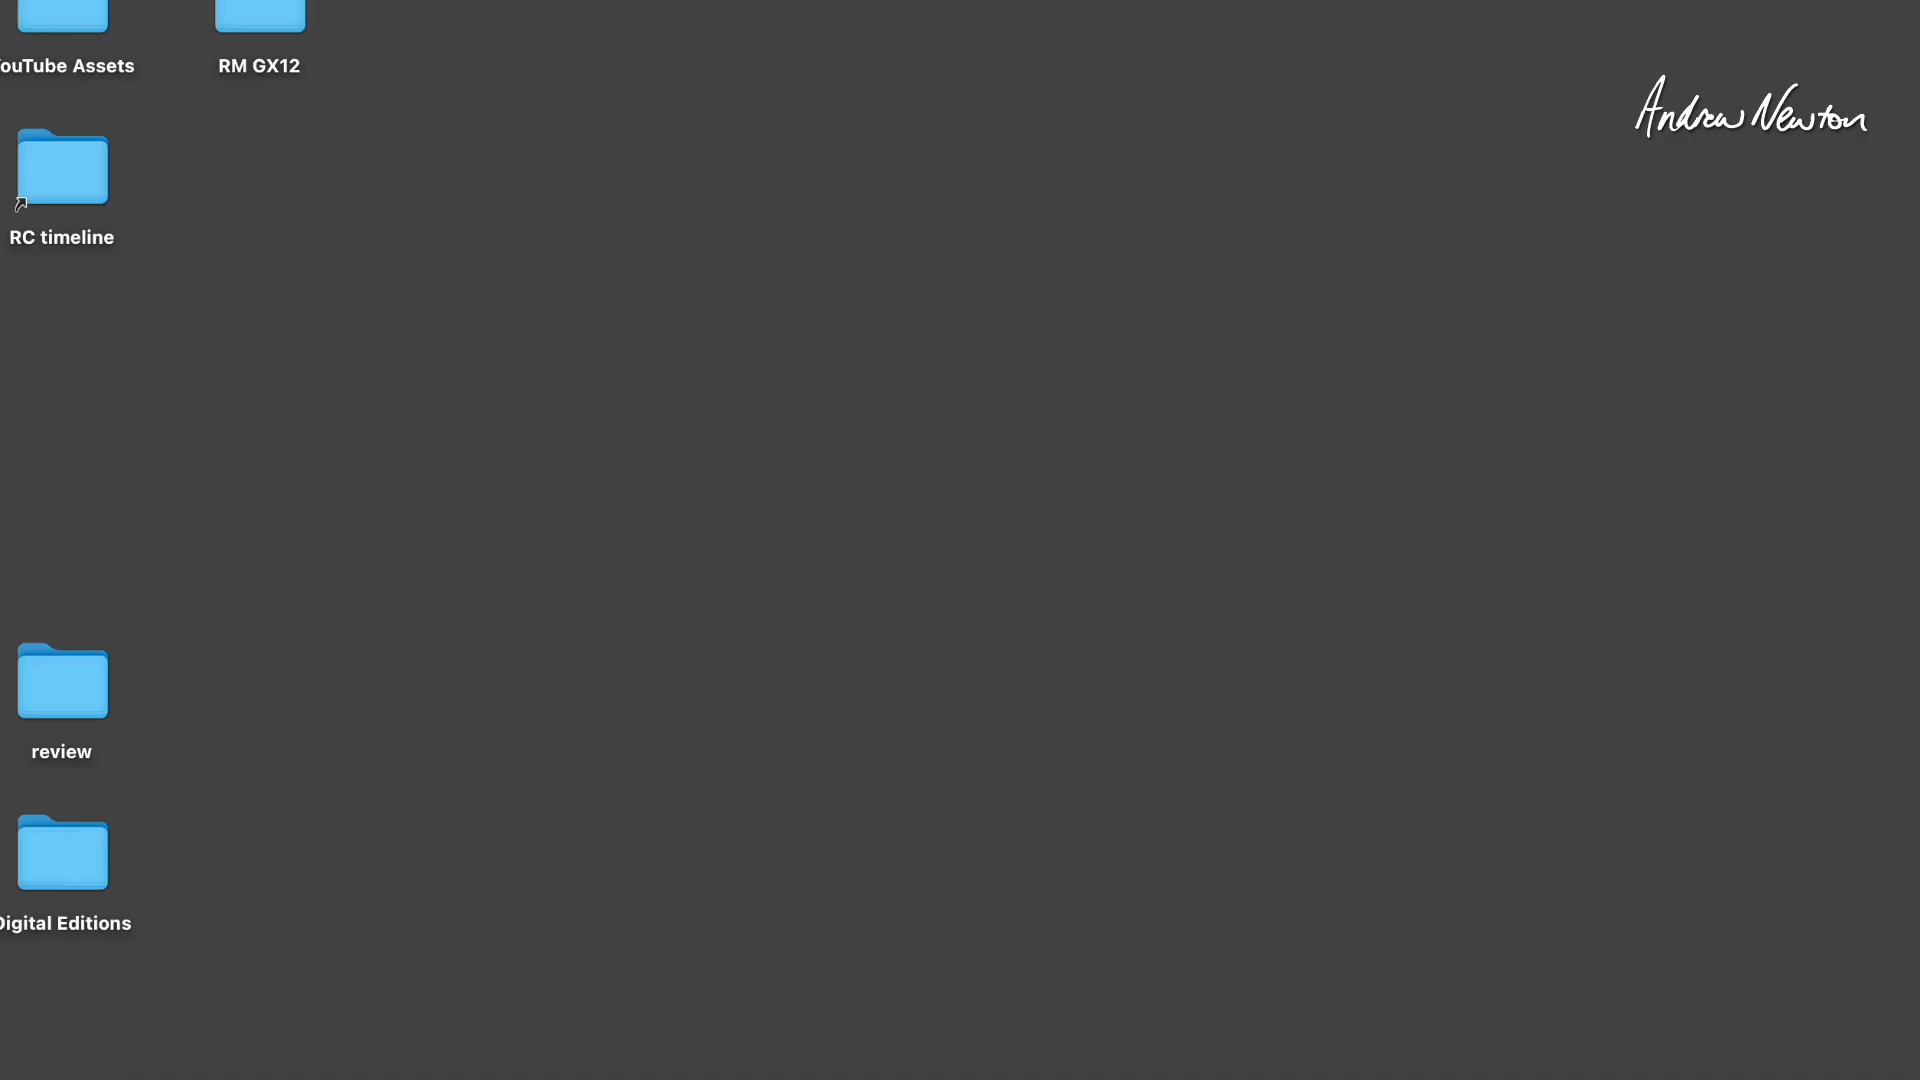 ouTube Assets
RM GX12
Andrew Newton
RC timeline
review
Digital Editions